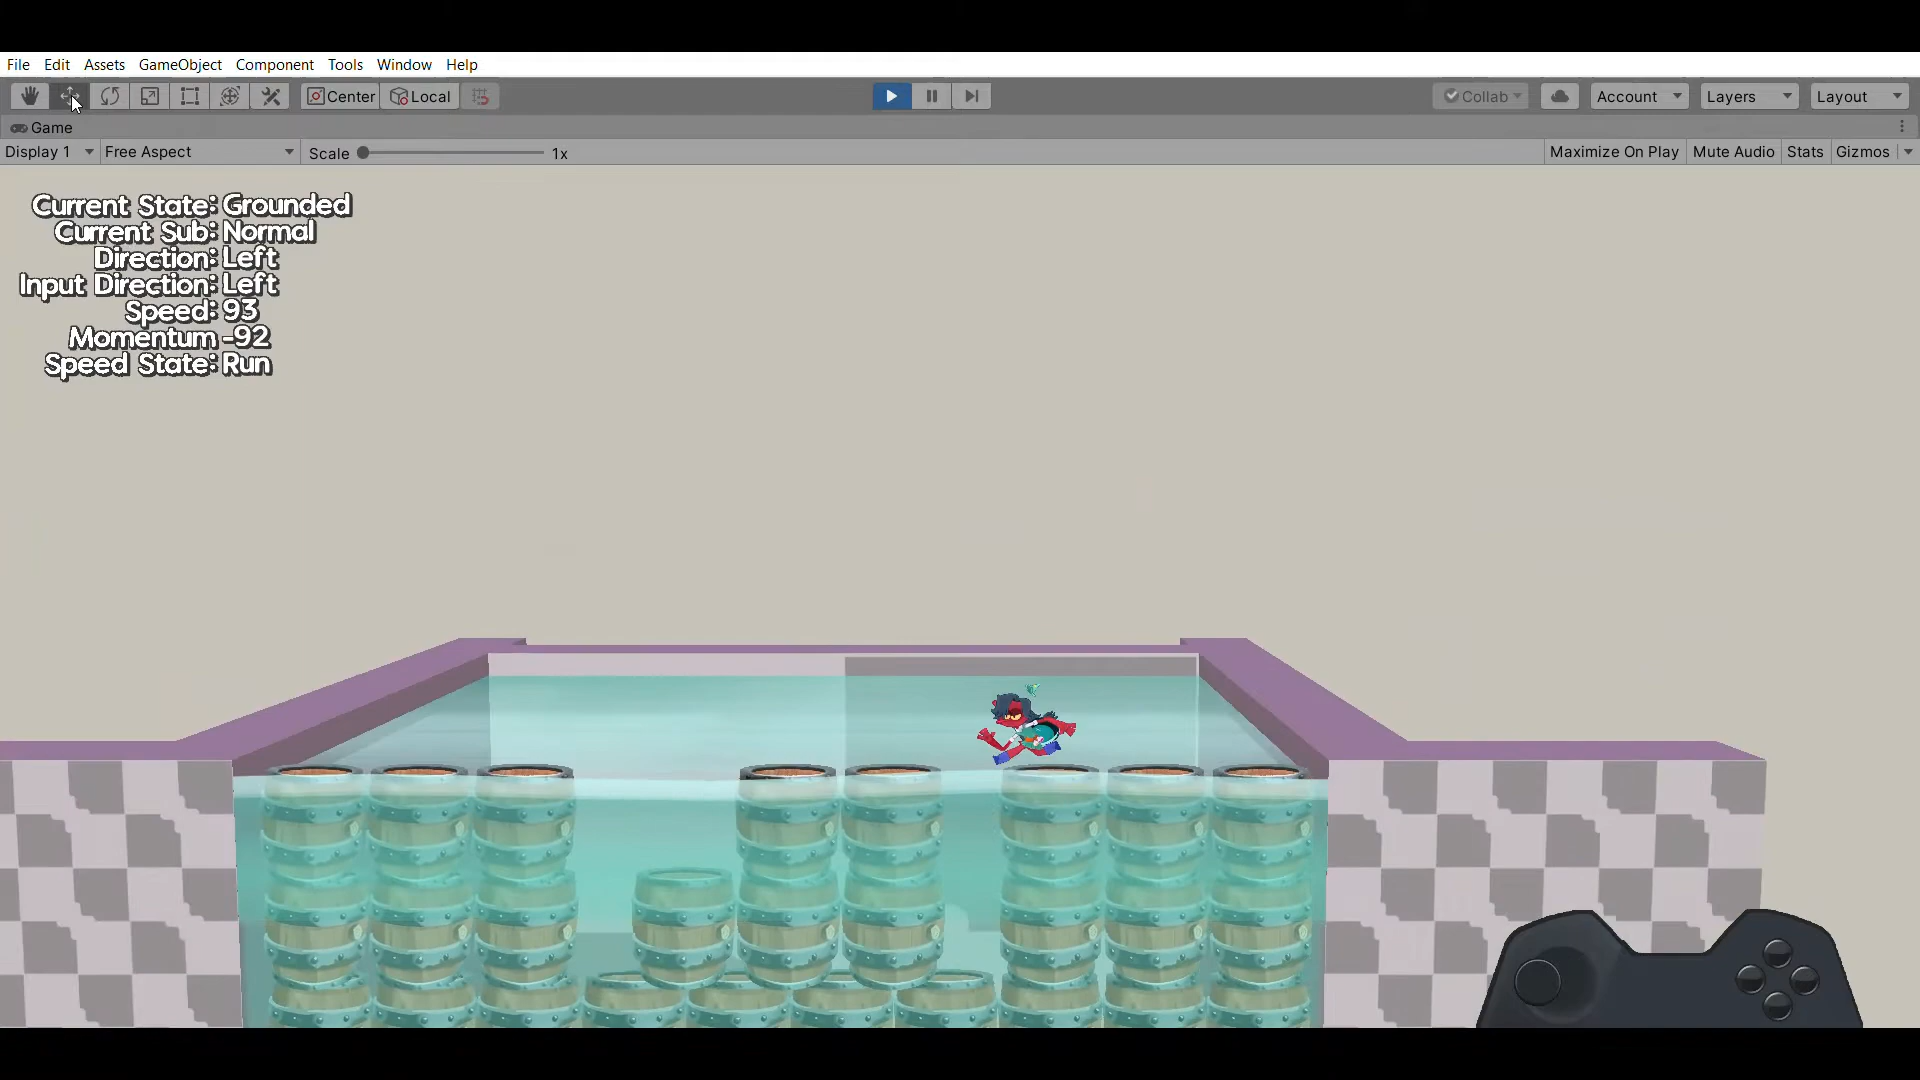 File Edit Assets GameObject Component Tools Window Help
Center Local Collab Account Layers Layout
Game
Display 1 Free Aspect Scale 1x Maximize On Play Mute Audio Stats Gizmos
Current State: Grounded
Current Sub: Normal
Direction: Left
Input Direction: Left
Speed: 93
Momentum -92
Speed State: Run